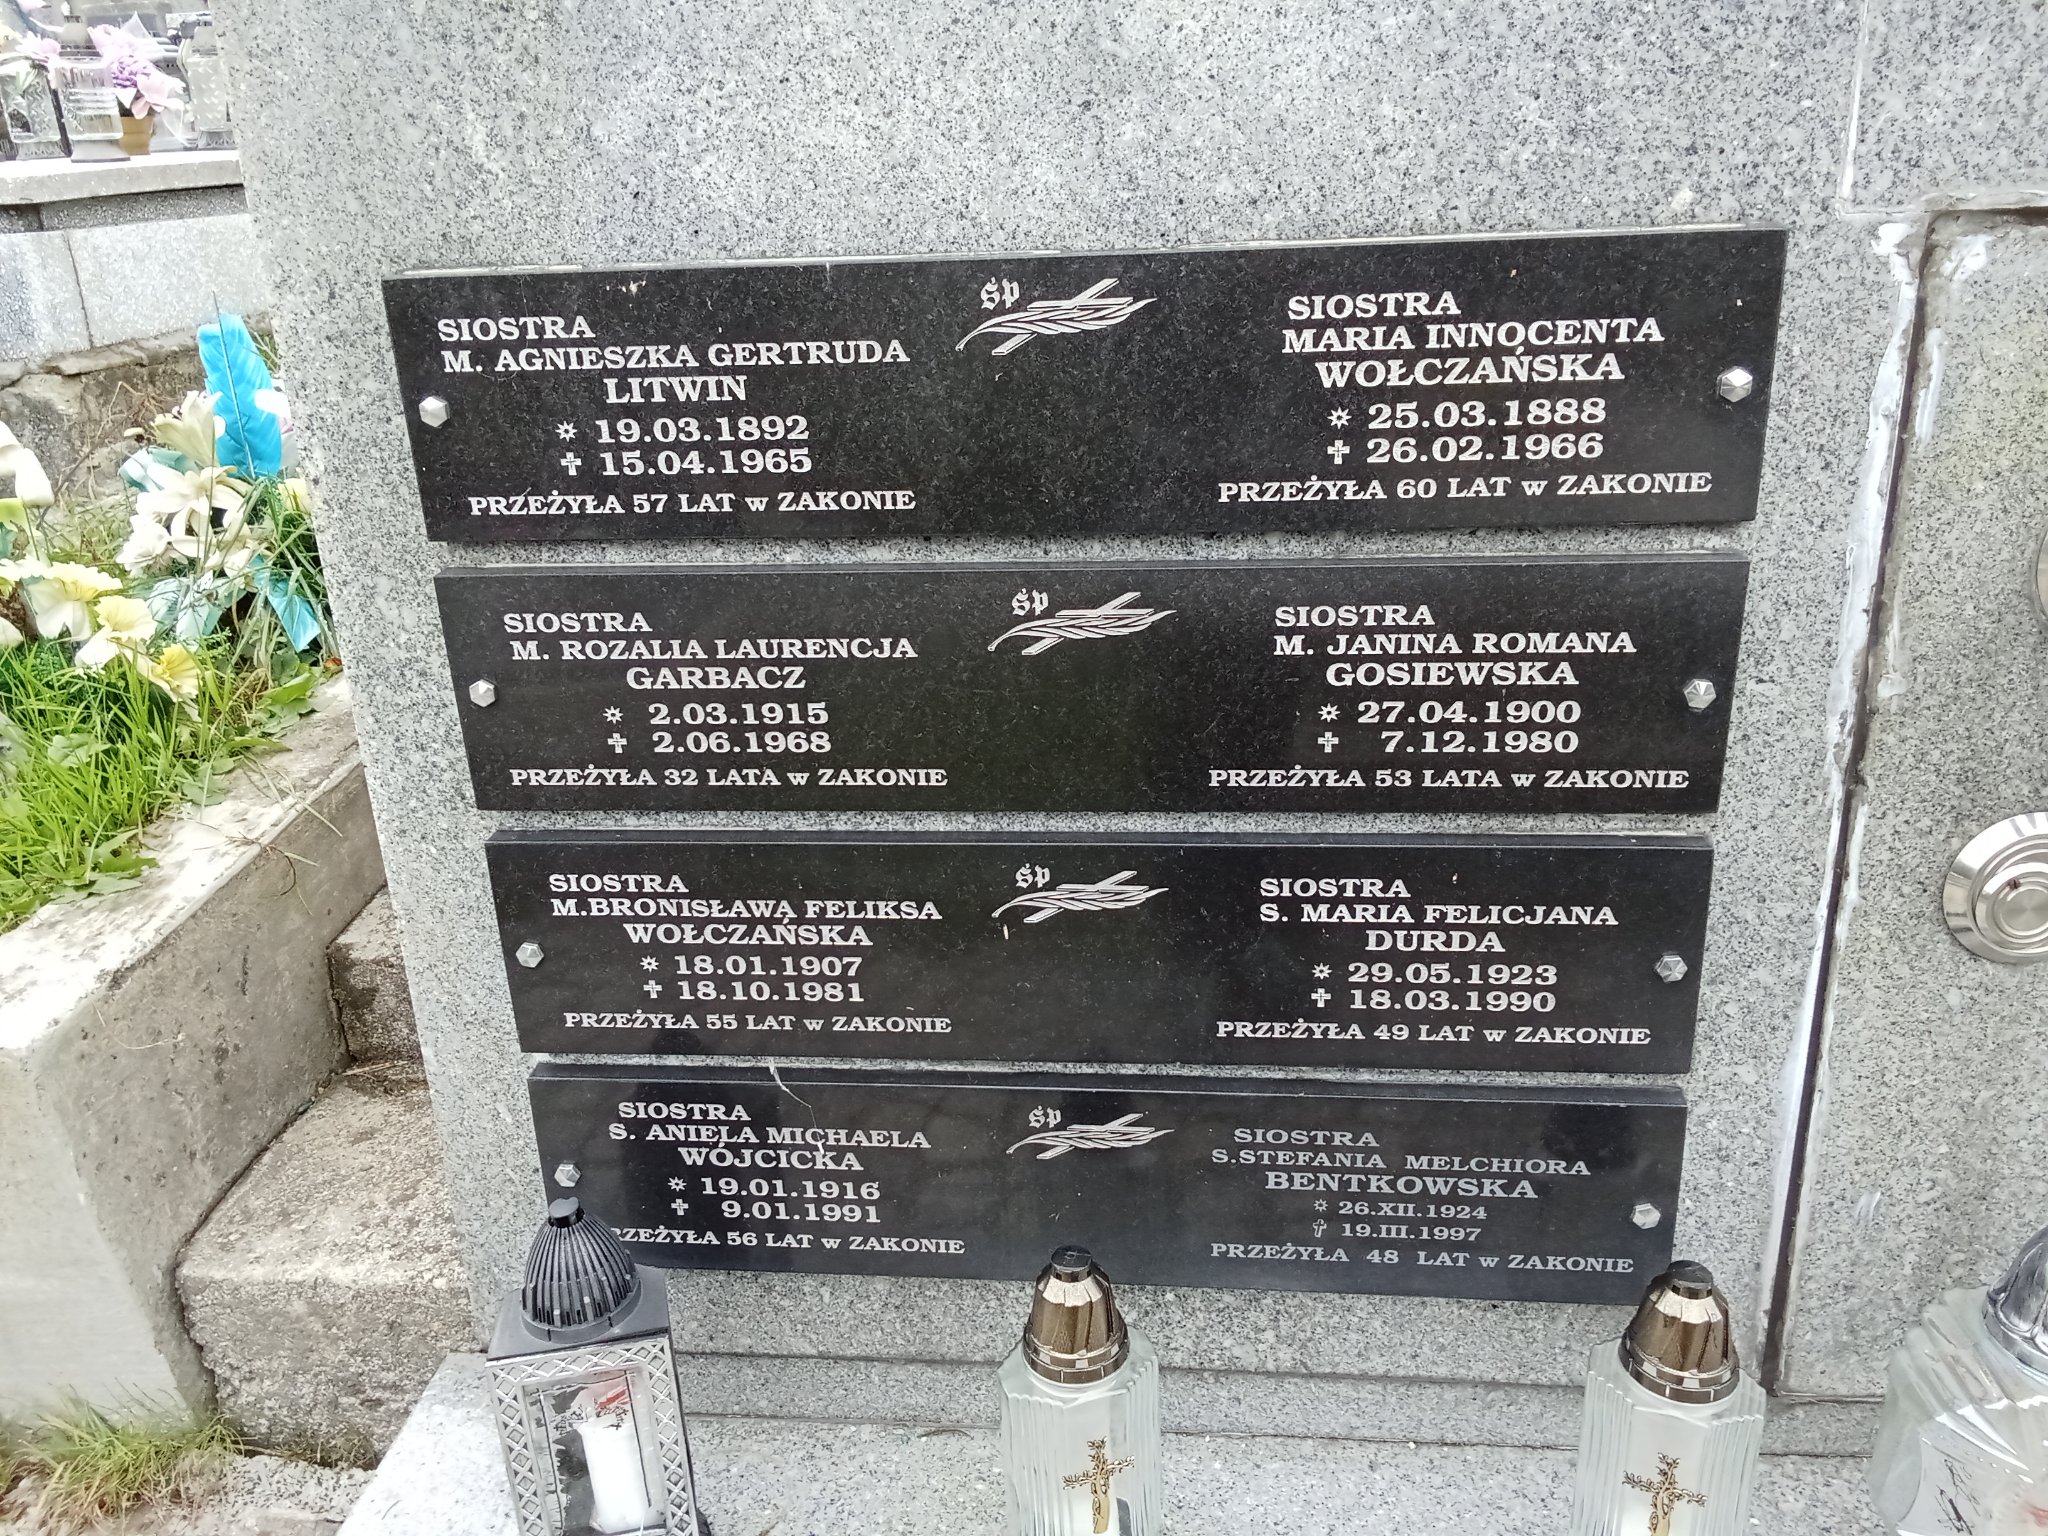 SIOSTRA
M. AGNIESZKA GERTRUDA
LITWIN
19.03.1892
15.04.1965
PRZEŻYŁA 57 LAT w ZAKONIE
Śp
SIOSTRA
MARIA INNOCENTA
WOŁCZAŃSKA
25.03.1888
26.02.1966
PRZEŻYŁA 60 LAT w ZAKONIE
SIOSTRA
M. ROZALIA LAURENCJA
GARBACZ
2.03.1915
2.06.1968
PRZEŻYŁA 32 LATA w ZAKONIE
Śp
SIOSTRA
M. JANINA ROMANA
GOSIEWSKA
27.04.1900
7.12.1980
PRZEŻYŁA 53 LATA w ZAKONIE
SIOSTRA
M.BRONISŁAWA FELIKSA
WOŁCZAŃSKA
18.01.1907
18.10.1981
PRZEŻYŁA 55 LAT w ZAKONIE
Śp
SIOSTRA
S. MARIA FELICJANA
DURDA
29.05.1923
18.03.1990
PRZEŻYŁA 49 LAT w ZAKONIE
SIOSTRA
S. ANIELA MICHAELA
WÓJCICKA
19.01.1916
9.01.1991
PRZEŻYŁA 56 LAT w ZAKONIE
Śp
SIOSTRA
S.STEFANIA MELCHIORA
BENTKOWSKA
26.XII.1924
19.III.1997
PRZEŻYŁA 48 LAT w ZAKONIE